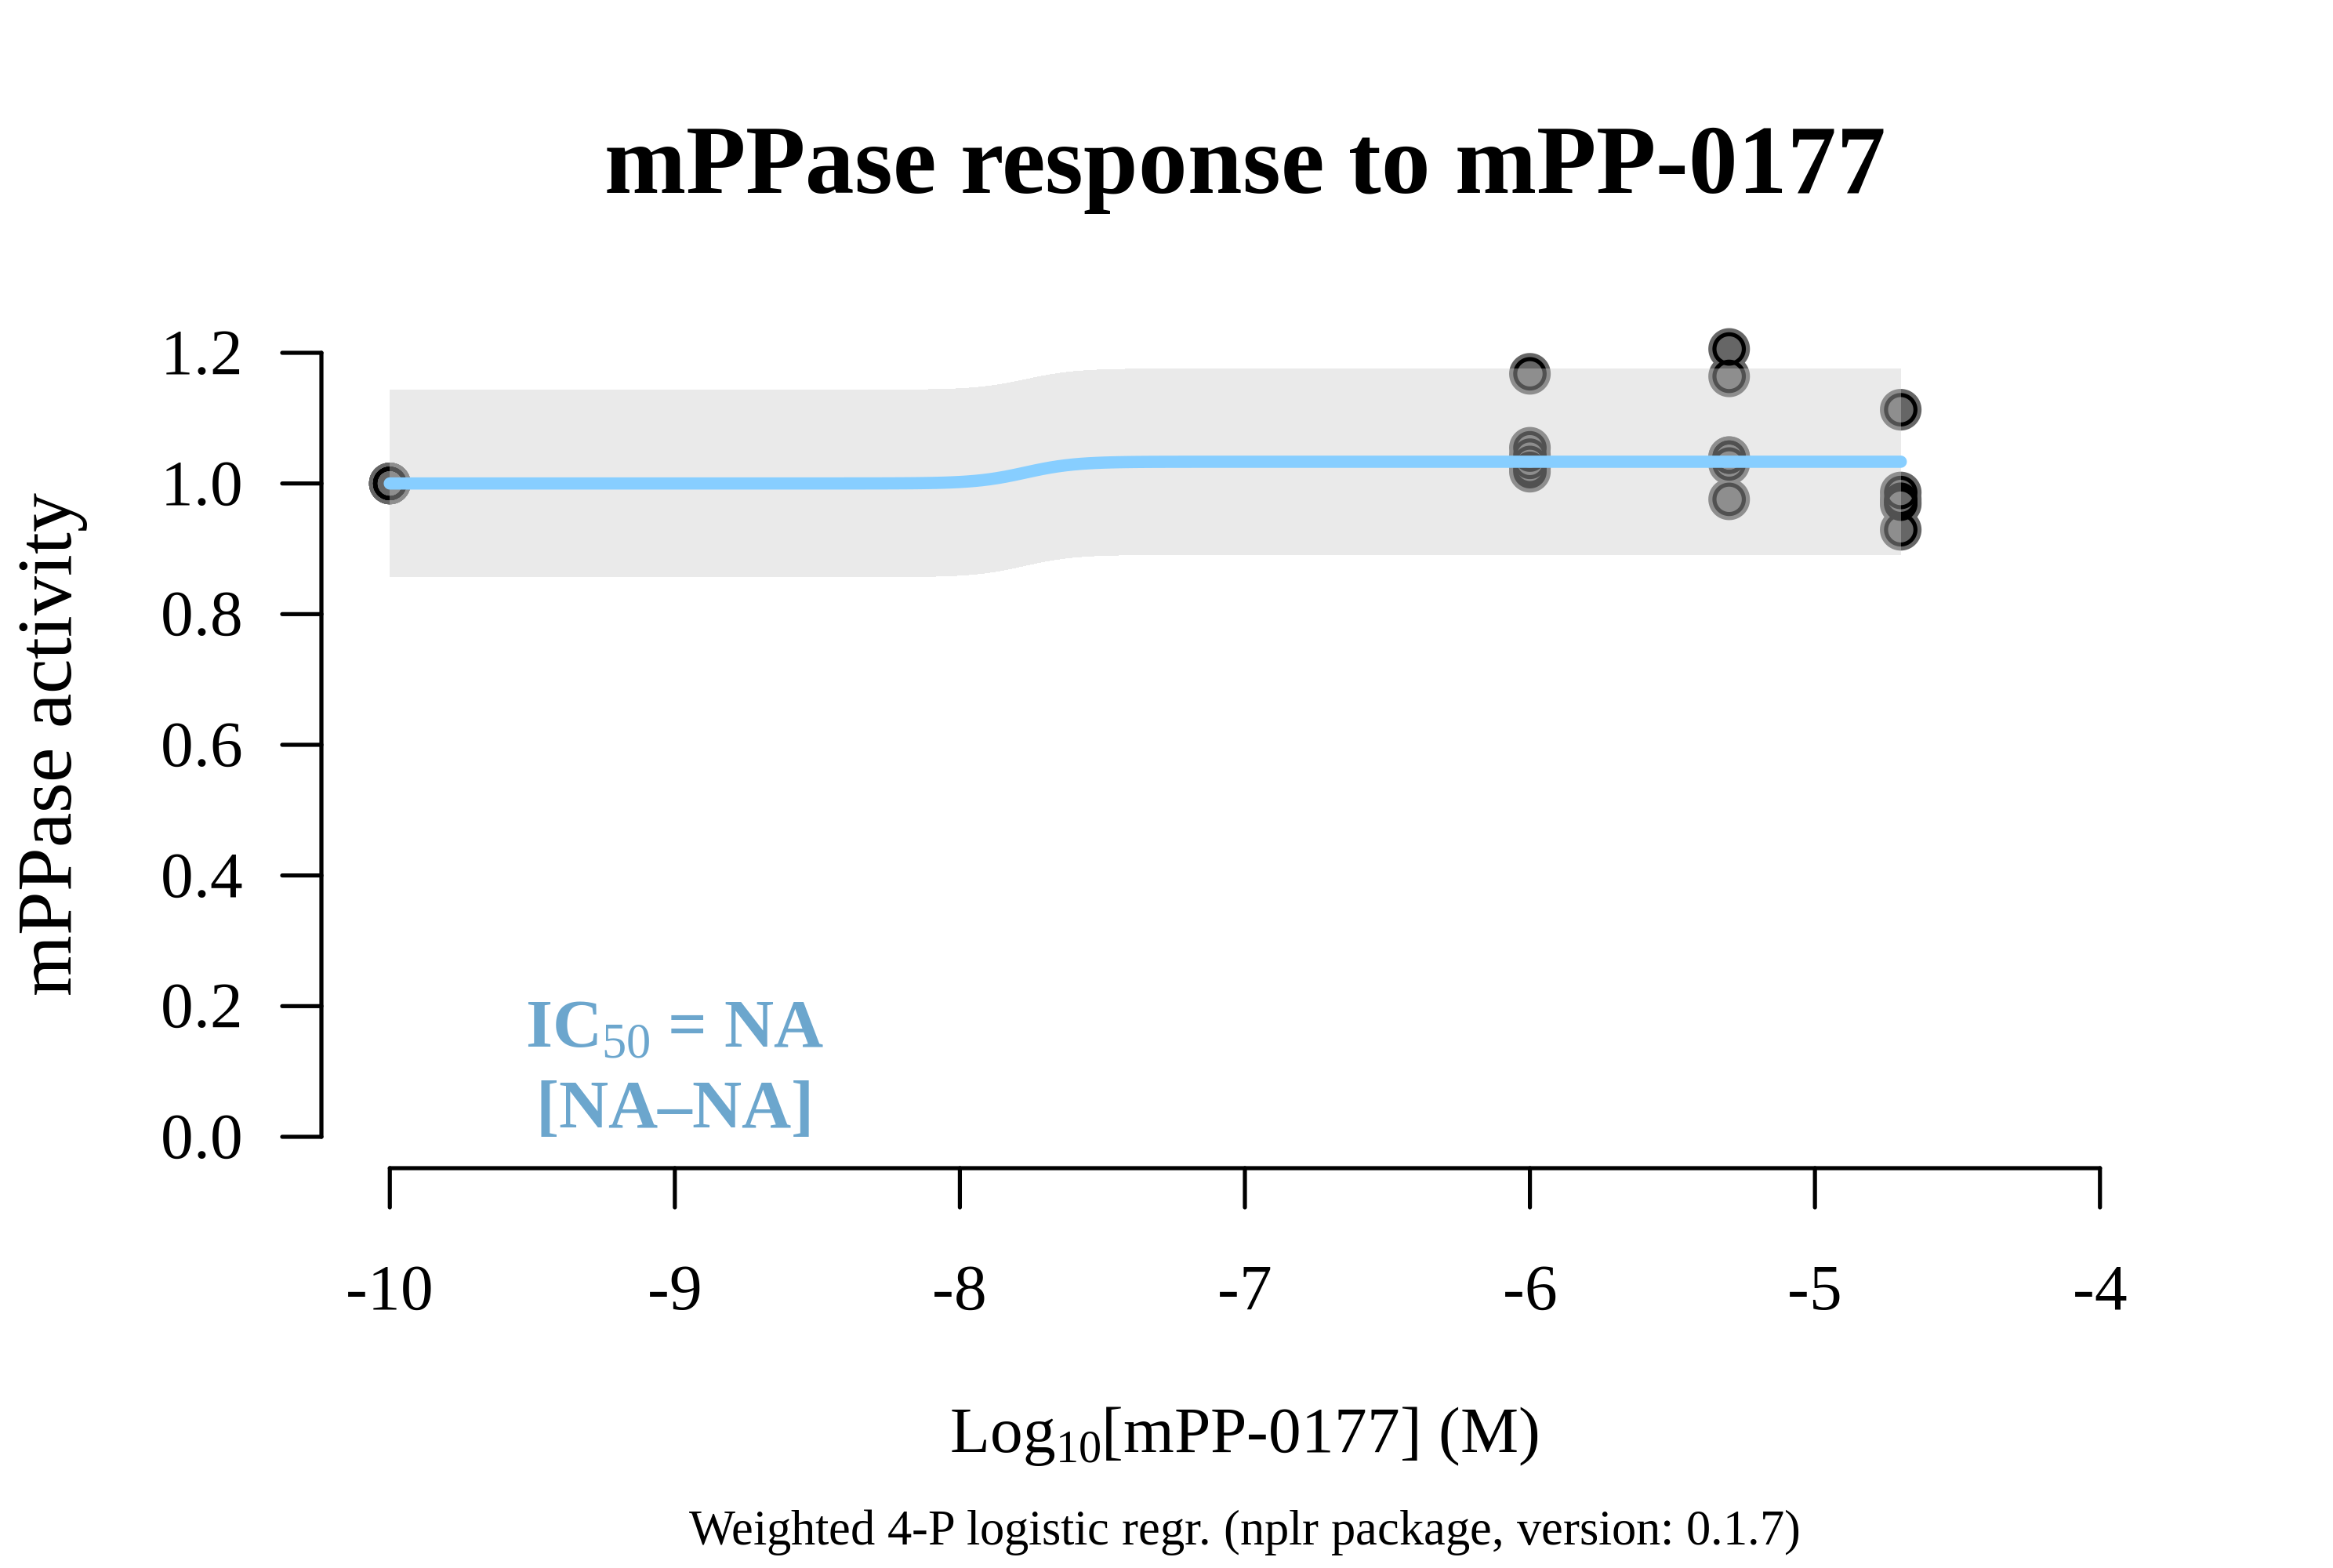 mPPase response to mPP-0177
mPPase activity
1.2
1.0
0.8
0.6
0.4
0.2
0.0
IC50 = NA
[NA–NA]
-10 -9 -8 -7 -6 -5 -4
Log10[mPP-0177] (M)
Weighted 4-P logistic regr. (nplr package, version: 0.1.7)